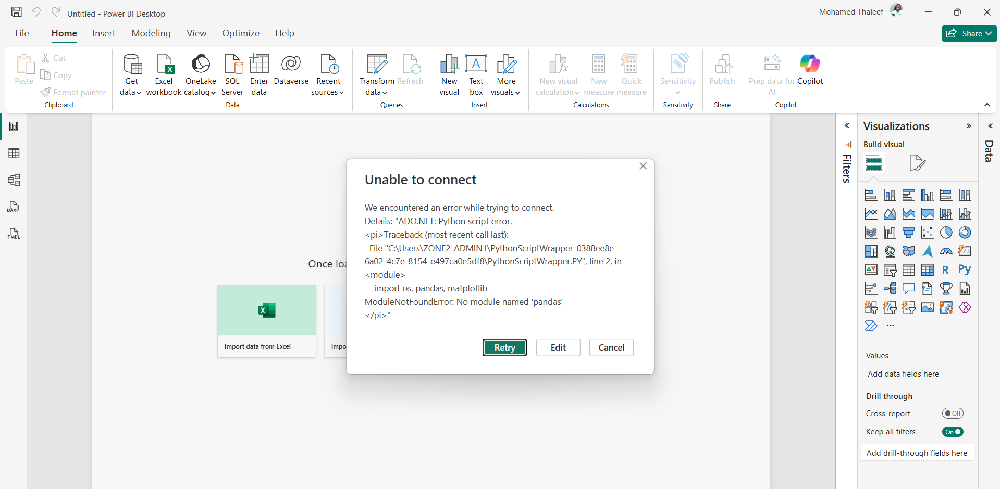 Untitled - Power BI Desktop
Mohamed Thaleef
File Home Insert Modeling View Optimize Help
Share
Paste
Cut
Copy
Format painter
Clipboard
Get data
Excel workbook
OneLake catalog
SQL Server
Enter data
Dataverse
Recent sources
Data
Transform data
Refresh
Queries
New visual
Text box
A
More visuals
Insert
New visual calculation
New measure
Quick measure
Calculations
Sensitivity
Sensitivity
Publish
Share
Prep data for AI
Copilot
Copilot
DAX
TMDL
Once loa
Import data from Excel
Impo
Unable to connect
We encountered an error while trying to connect.
Details: "ADO.NET: Python script error.
<pi>Traceback (most recent call last):
File "C:\Users\ZONE2-ADMIN1\PythonScriptWrapper_0388ee8e-
6a02-4c7e-8154-e497ca0e5df8\PythonScriptWrapper.PY", line 2, in
<module>
import os, pandas, matplotlib
ModuleNotFoundError: No module named 'pandas'
</pi>"
Retry Edit Cancel
Filters
Visualizations
Build visual
123
R Py
Values
Add data fields here
Drill through
Cross-report Off
Keep all filters On
Add drill-through fields here
Data